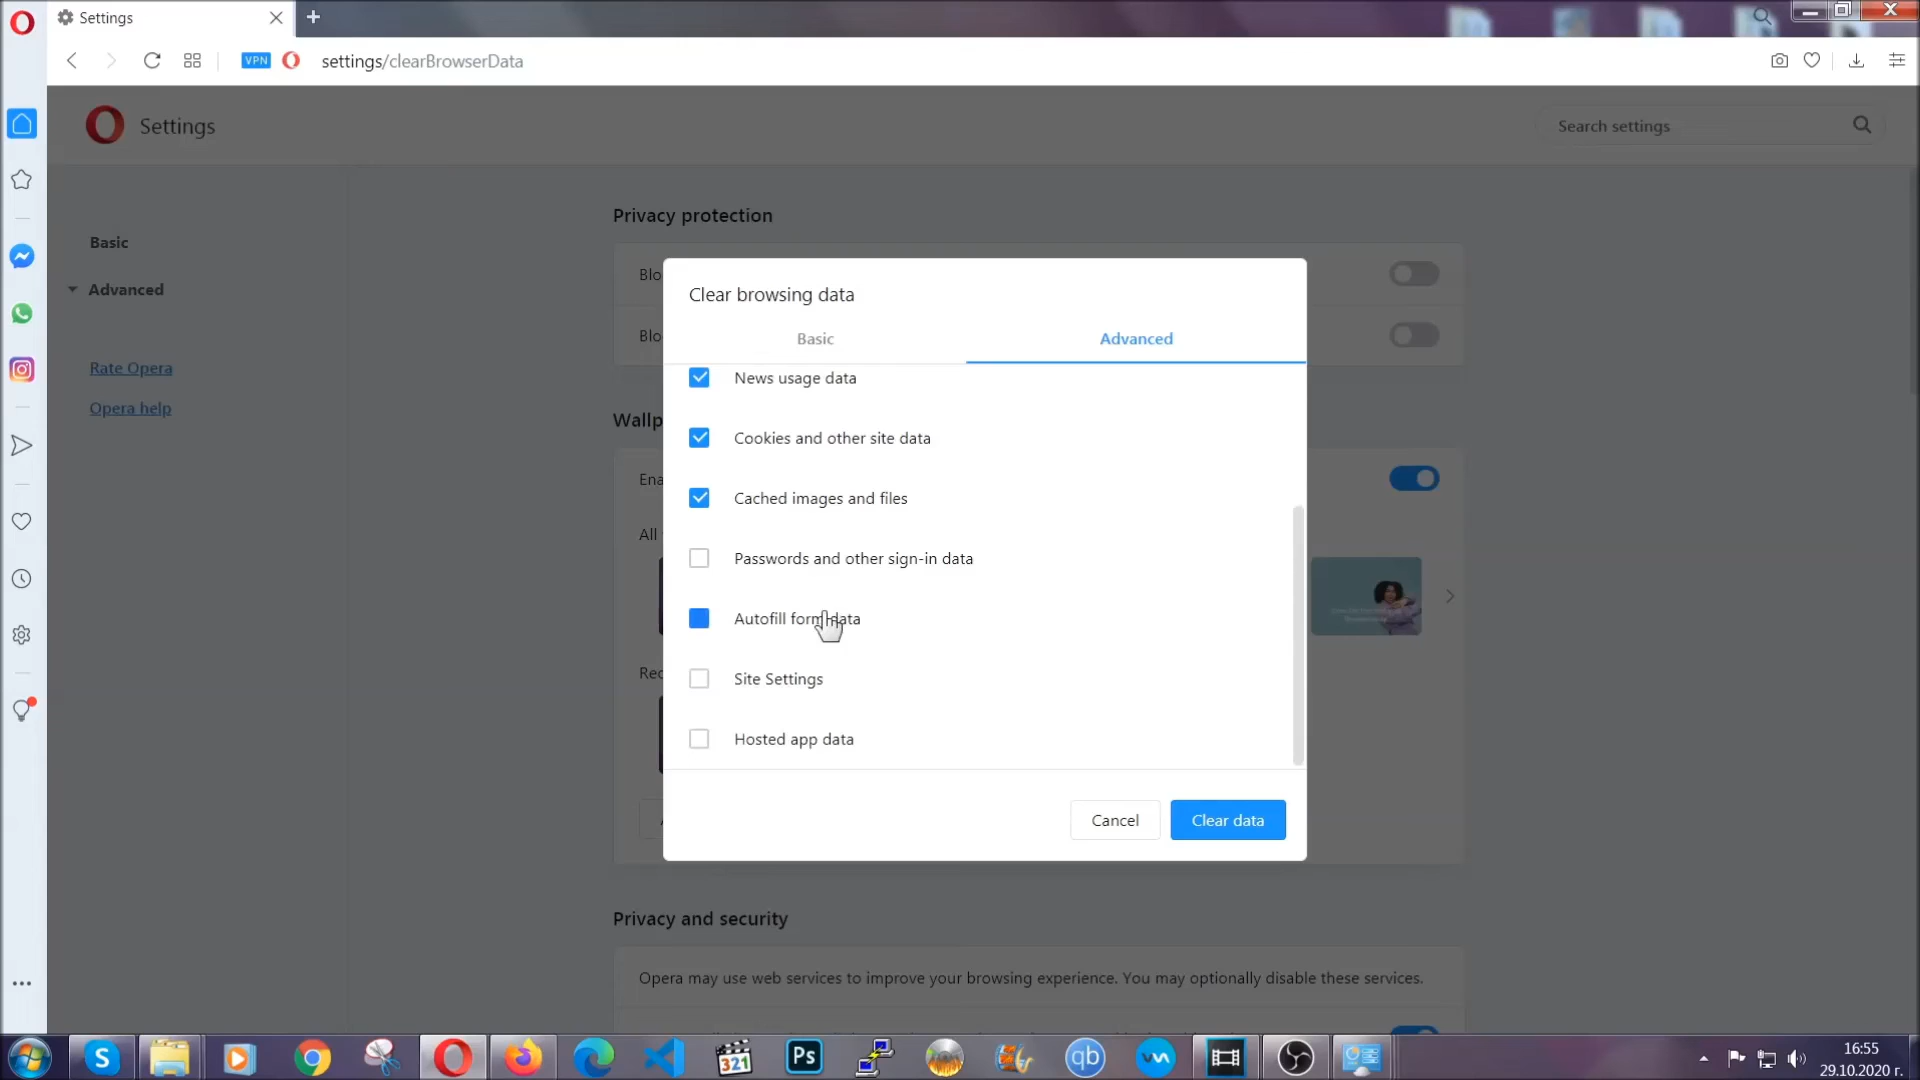 Settings
VPN
settings/clearBrowserData
Settings
Search settings
Basic
Advanced
Rate Opera
Opera help
Privacy protection
Blo
Blo
Wallp
Ena
All
Rec
Clear browsing data
Basic
Advanced
News usage data
Cookies and other site data
Cached images and files
Passwords and other sign-in data
Autofill form data
Site Settings
Hosted app data
Cancel
Clear data
Privacy and security
Opera may use web services to improve your browsing experience. You may optionally disable these services.
S
321
Ps
qb
16:55
29.10.2020 г.